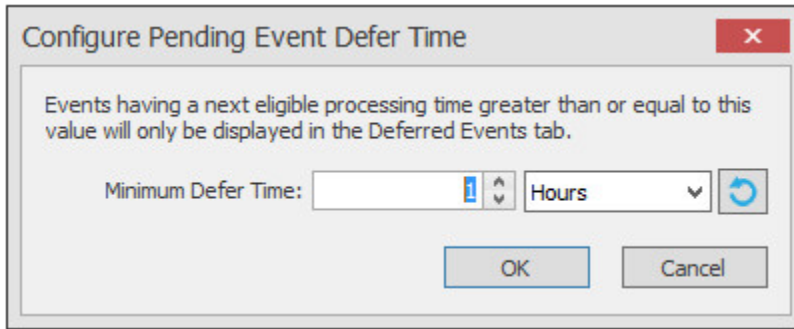 Configure Pending Event Defer Time
Events having a next eligible processing time greater than or equal to this
value will only be displayed in the Deferred Events tab.
Minimum Defer Time: 1 Hours
OK Cancel